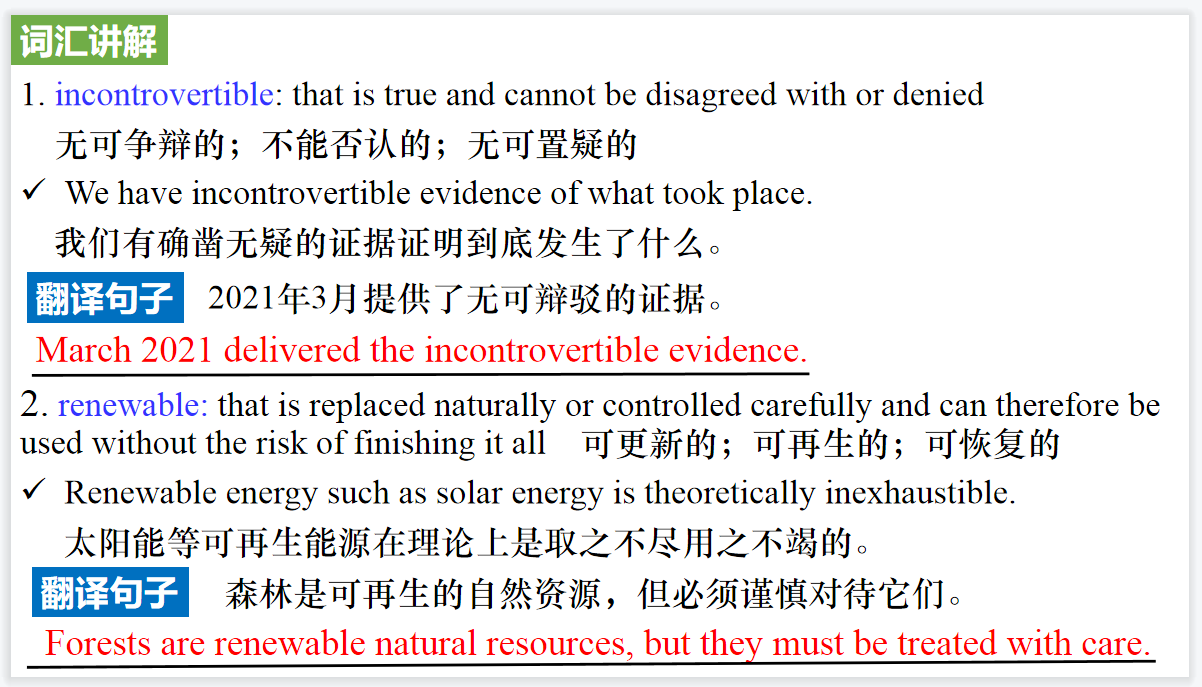 词汇讲解
1. incontrovertible: that is true and cannot be disagreed with or denied
无可争辩的；不能否认的；无可置疑的
✓ We have incontrovertible evidence of what took place.
我们有确凿无疑的证据证明到底发生了什么。
翻译句子 2021年3月提供了无可辩驳的证据。
March 2021 delivered the incontrovertible evidence.
2. renewable: that is replaced naturally or controlled carefully and can therefore be
used without the risk of finishing it all 可更新的；可再生的；可恢复的
✓ Renewable energy such as solar energy is theoretically inexhaustible.
太阳能等可再生能源在理论上是取之不尽用之不竭的。
翻译句子 森林是可再生的自然资源，但必须谨慎对待它们。
Forests are renewable natural resources, but they must be treated with care.